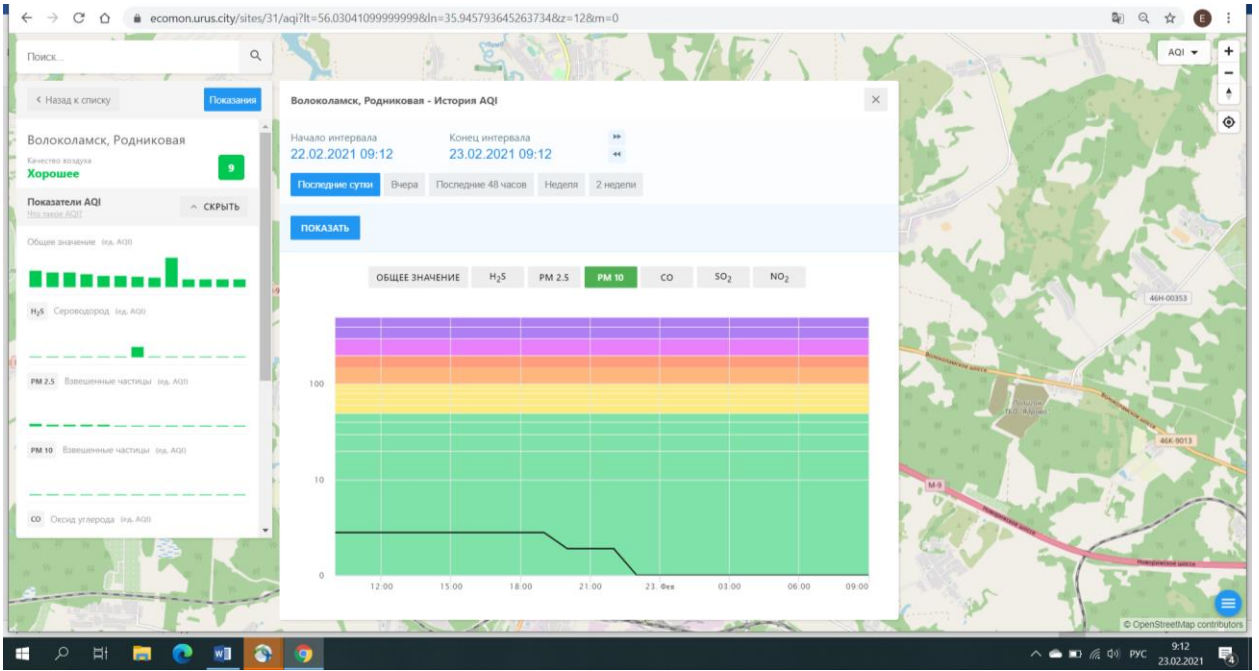 ecomon.urus.city/sites/31/aqi?lt=56.03041099999999&ln=35.945793645263734&z=12&m=0
E
Поиск...
AQI
Назад к списку
Показания
Волоколамск, Родниковая
Качество воздуха
Хорошее
9
Показатели AQI
Что такое AQI?
СКРЫТЬ
Общее значение (ед. AQI)
H₂S Сероводород (ед. AQI)
PM 2.5 Взвешенные частицы (ед. AQI)
PM 10 Взвешенные частицы (ед. AQI)
CO Оксид углерода (ед. AQI)
Волоколамск, Родниковая - История AQI
Начало интервала
Конец интервала
22.02.2021 09:12
23.02.2021 09:12
Последние сутки
Вчера
Последние 48 часов
Неделя
2 недели
ПОКАЗАТЬ
ОБЩЕЕ ЗНАЧЕНИЕ
H₂S
PM 2.5
PM 10
CO
SO₂
NO₂
100
10
0
12:00
15:00
18:00
21:00
23. Фев
03:00
06:00
09:00
46Н-00353
Волоколамское шоссе
46К-9013
М-9
Новорижское шоссе
Новорижское шоссе
© OpenStreetMap contributors
РУС
9:12
23.02.2021
4